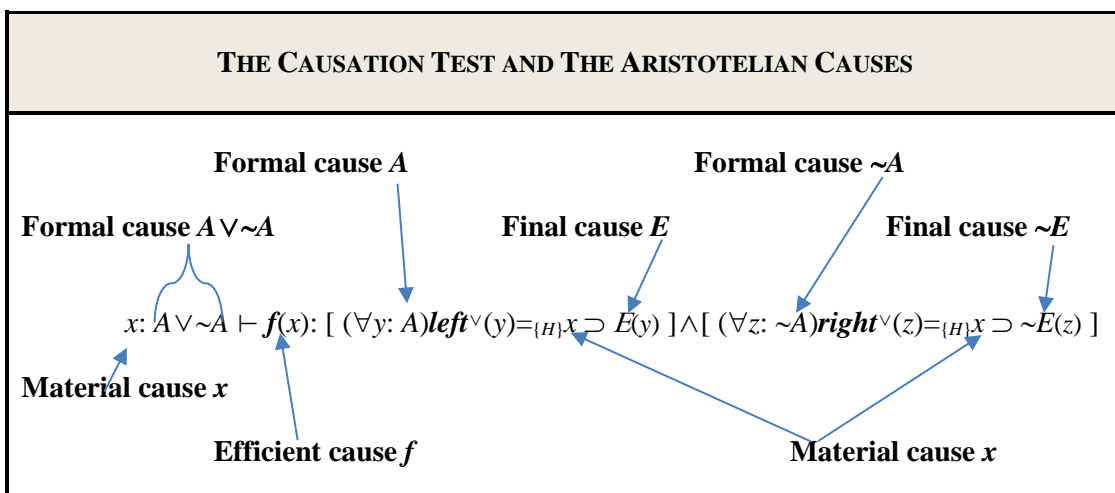 THE CAUSATION TEST AND THE ARISTOTELIAN CAUSES
Formal cause A Formal cause ~A
Formal cause A∨~A Final cause E Final cause ~E
x: A∨~A ⊢ f(x): [ (∀y: A)left^∨(y)=_{H}x ⊃ E(y) ]∧[ (∀z: ~A)right^∨(z)=_{H}x ⊃ ~E(z) ]
Material cause x
Efficient cause f Material cause x